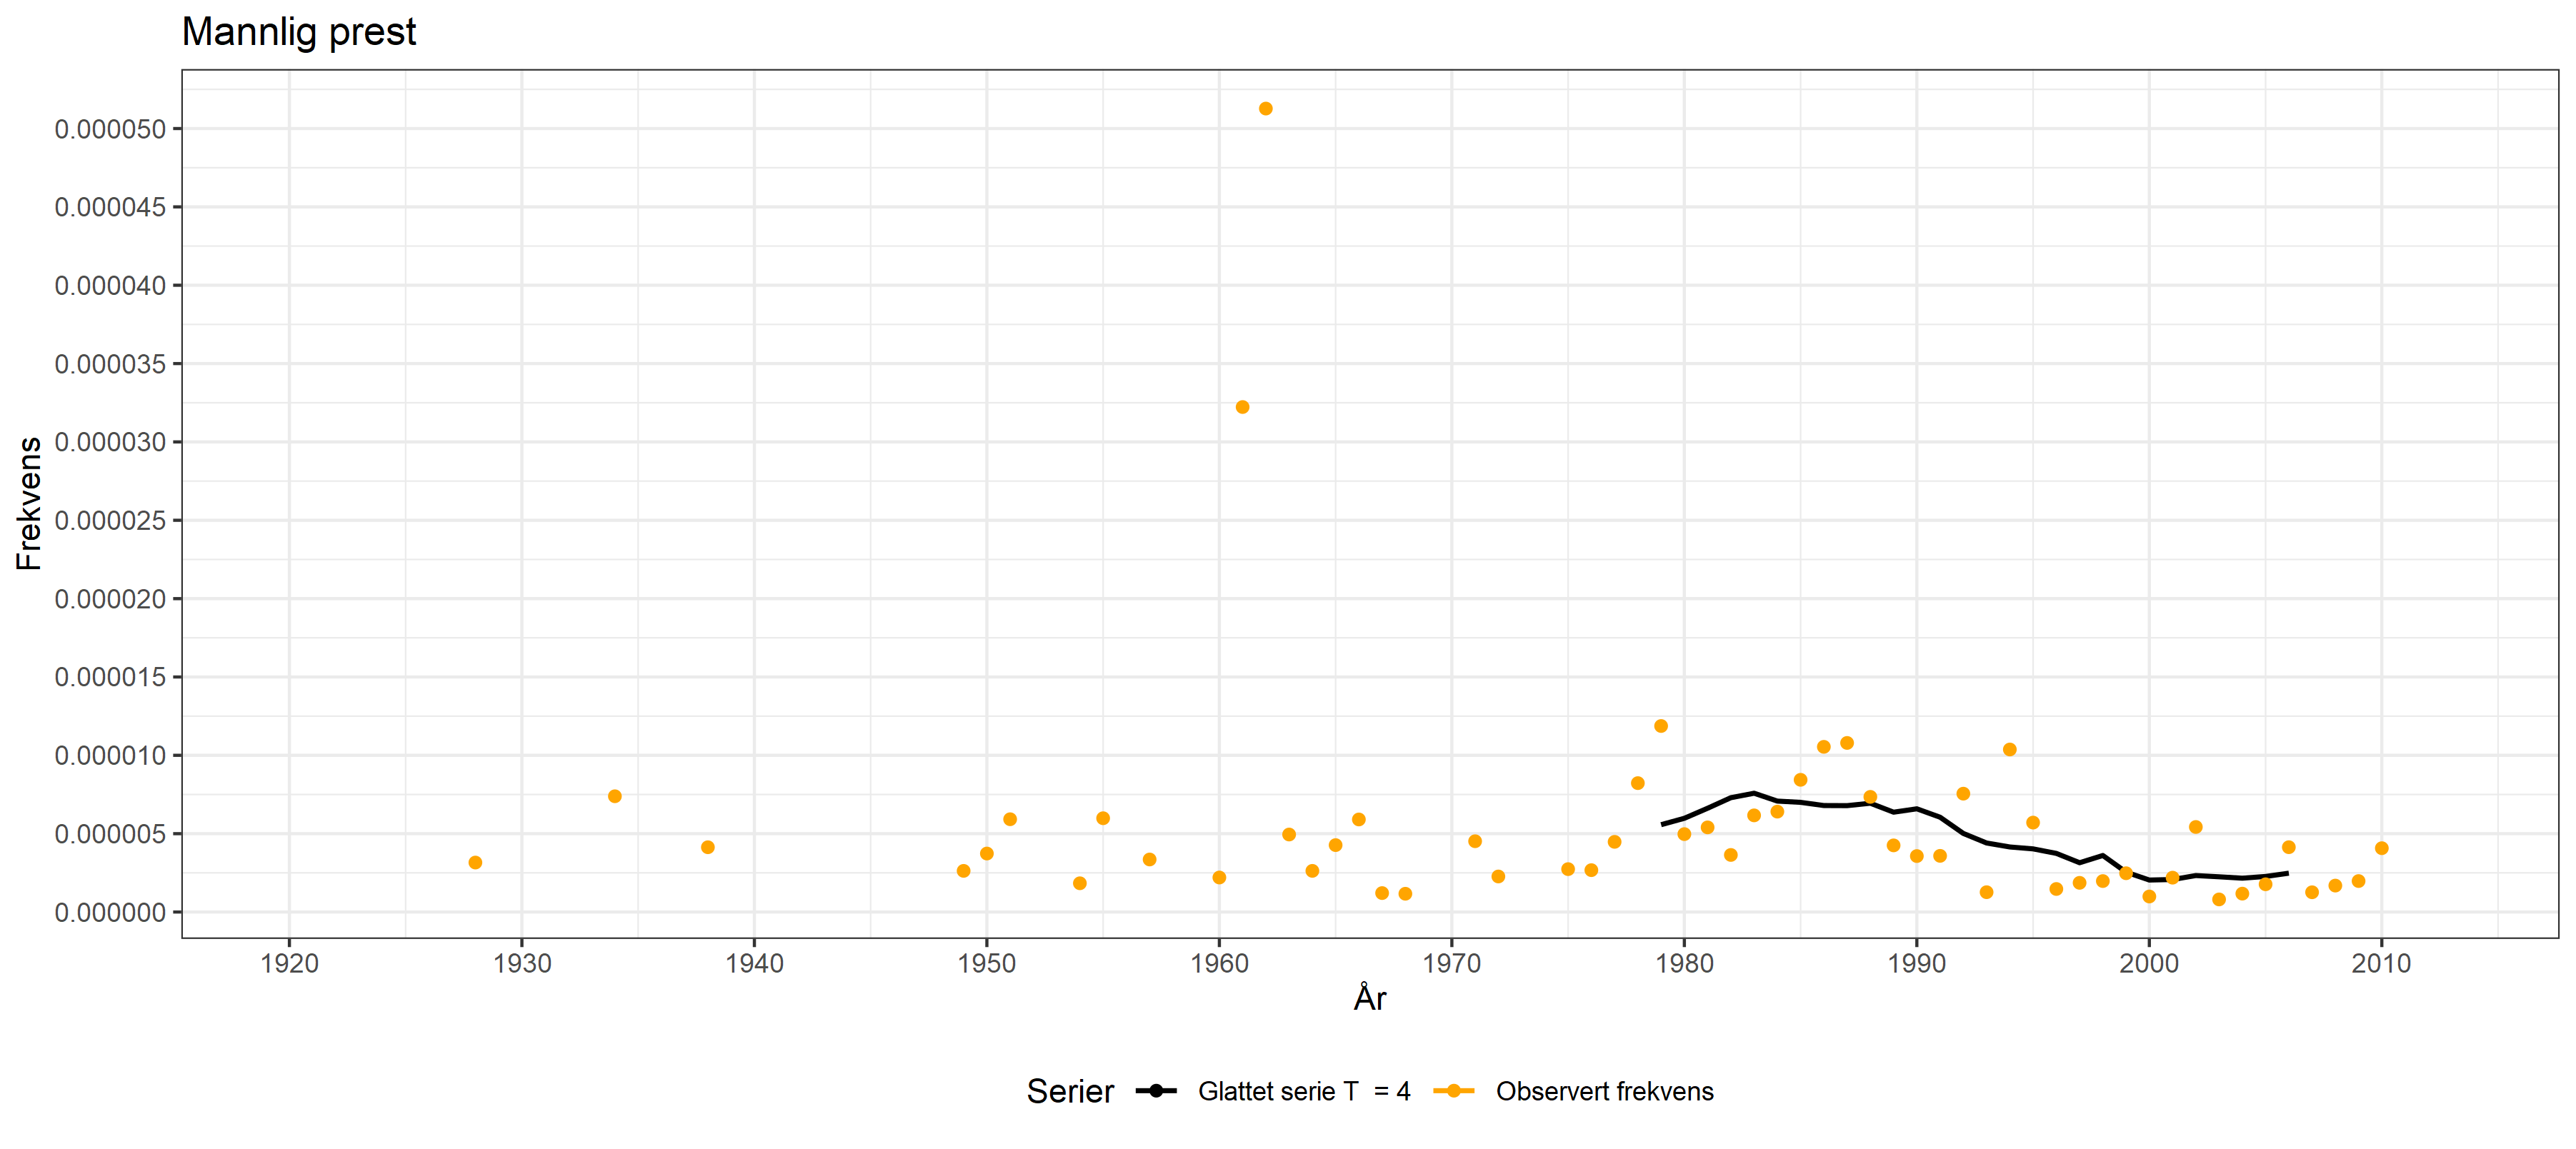 Mannlig prest
0.000050
0.000045
0.000040
0.000035
0.000030
0.000025
0.000020
0.000015
0.000010
0.000005
0.000000
Frekvens
1920 1930 1940 1950 1960 1970 1980 1990 2000 2010
År
Serier Glattet serie T = 4 Observert frekvens